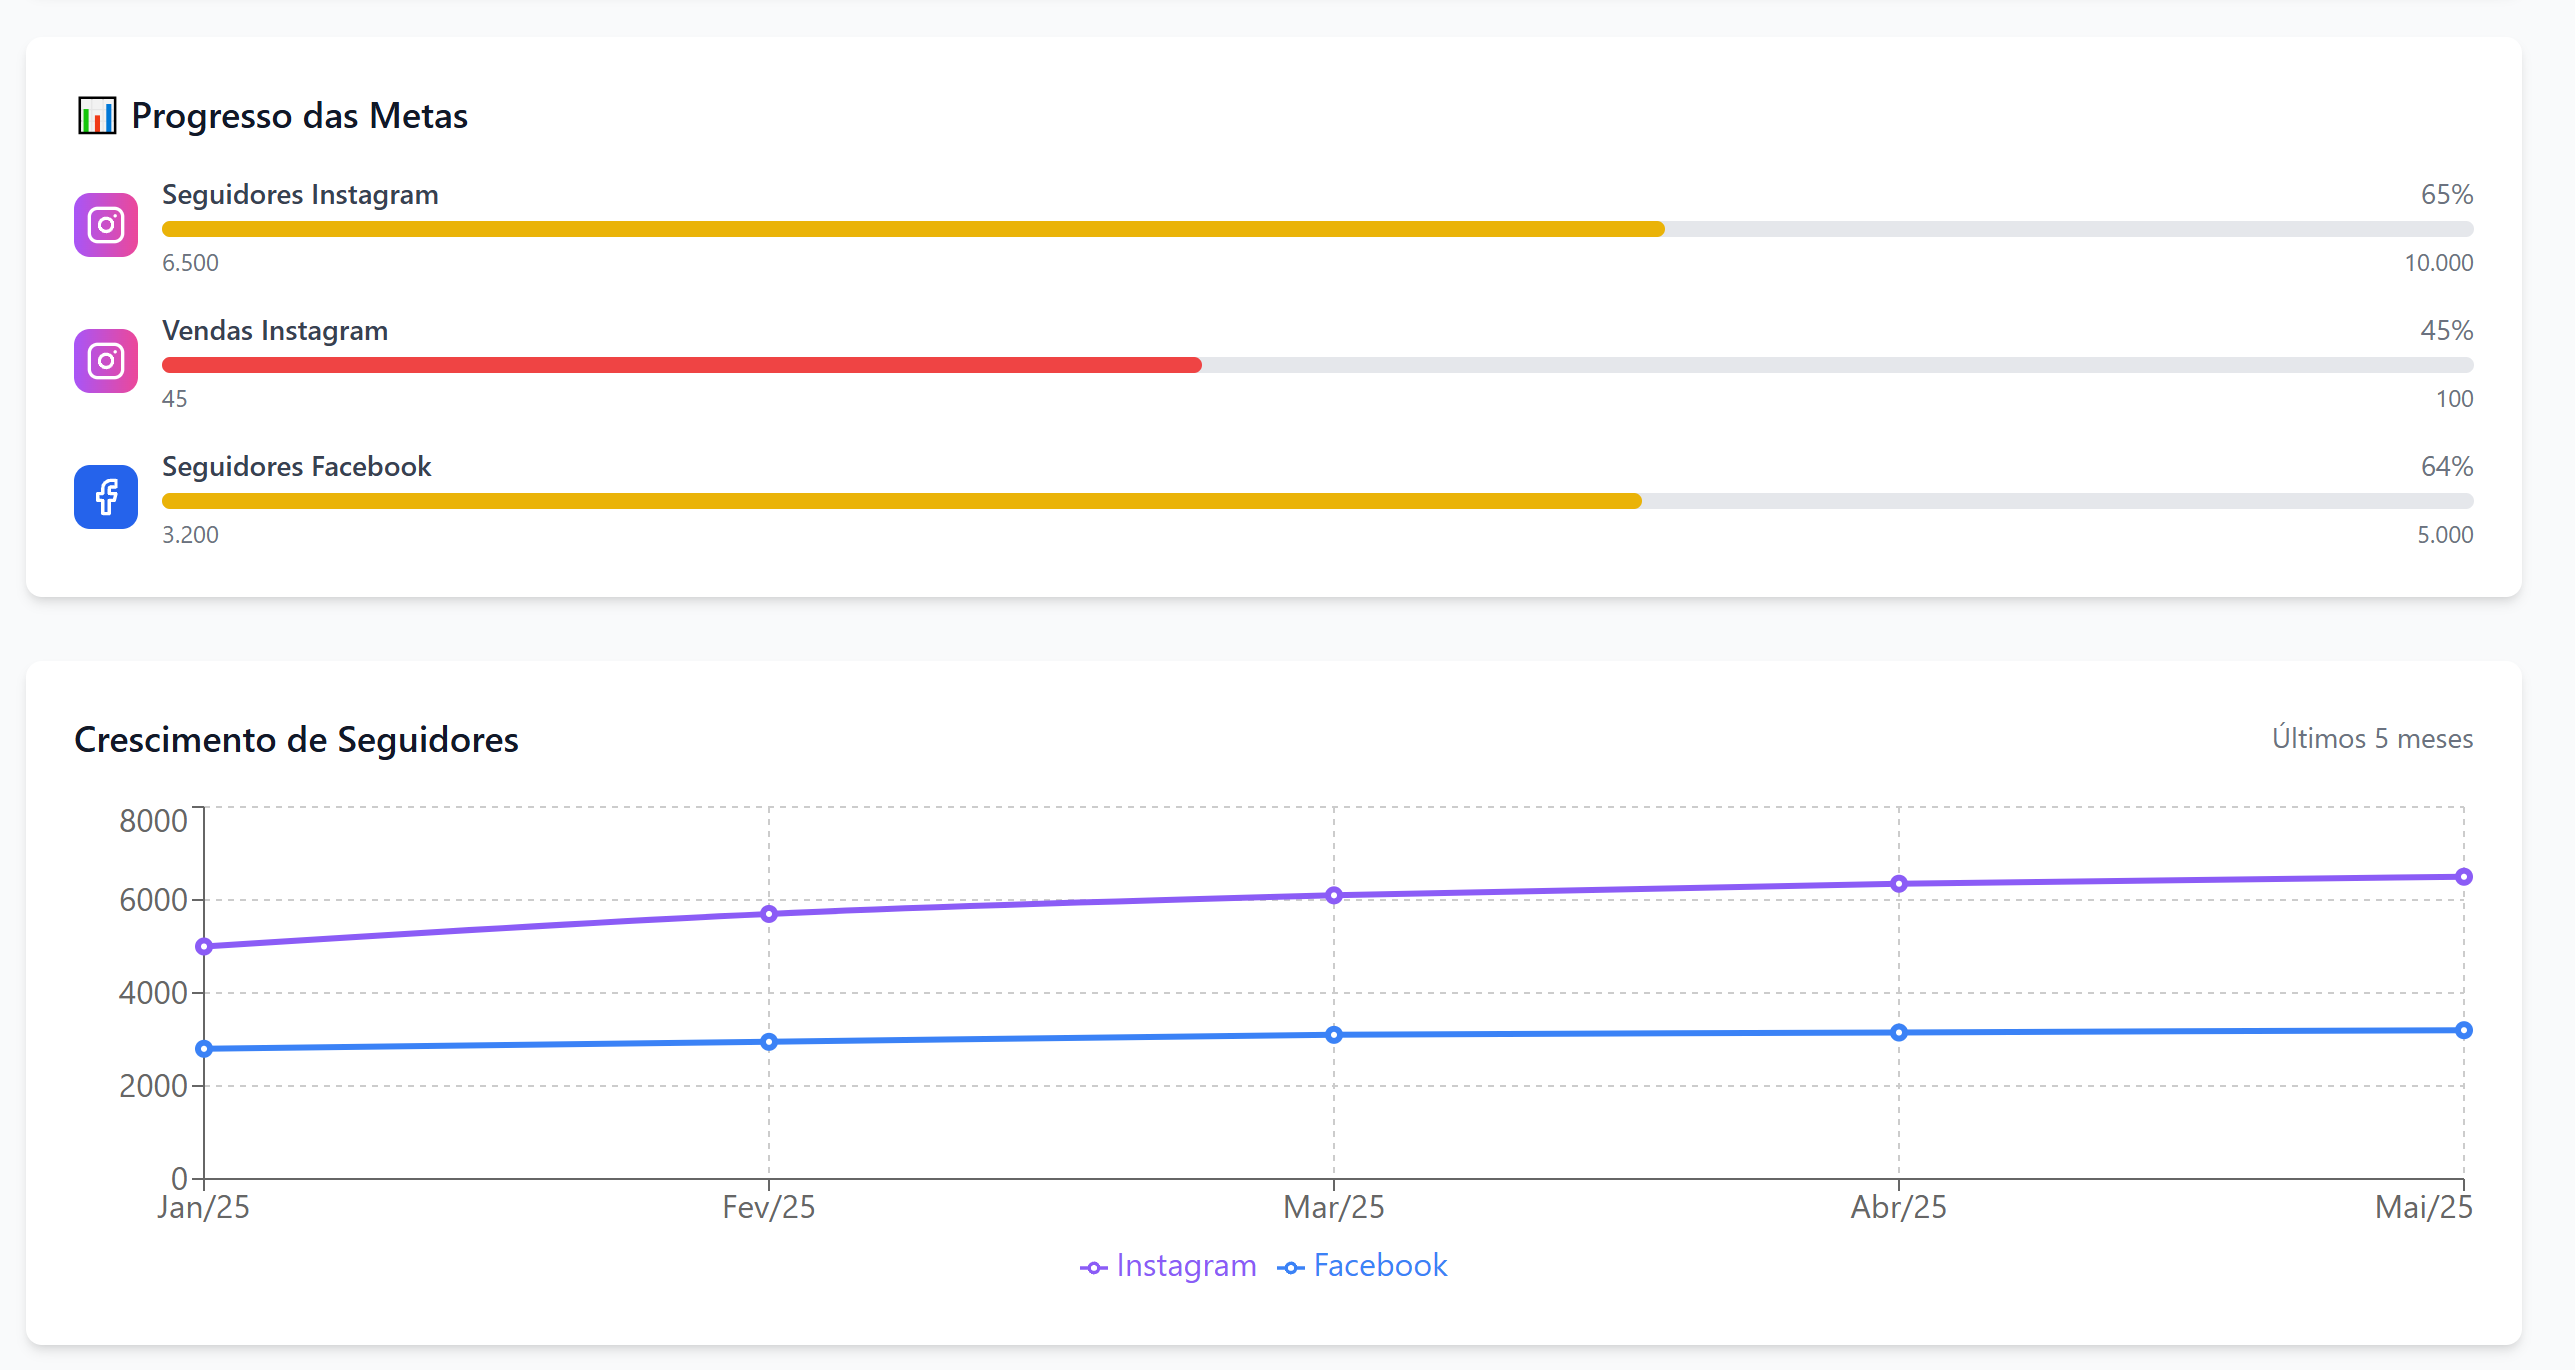 Progresso das Metas
Seguidores Instagram 65%
6.500 10.000
Vendas Instagram 45%
45 100
Seguidores Facebook 64%
3.200 5.000
Crescimento de Seguidores Últimos 5 meses
8000
6000
4000
2000
0
Jan/25 Fev/25 Mar/25 Abr/25 Mai/25
Instagram Facebook